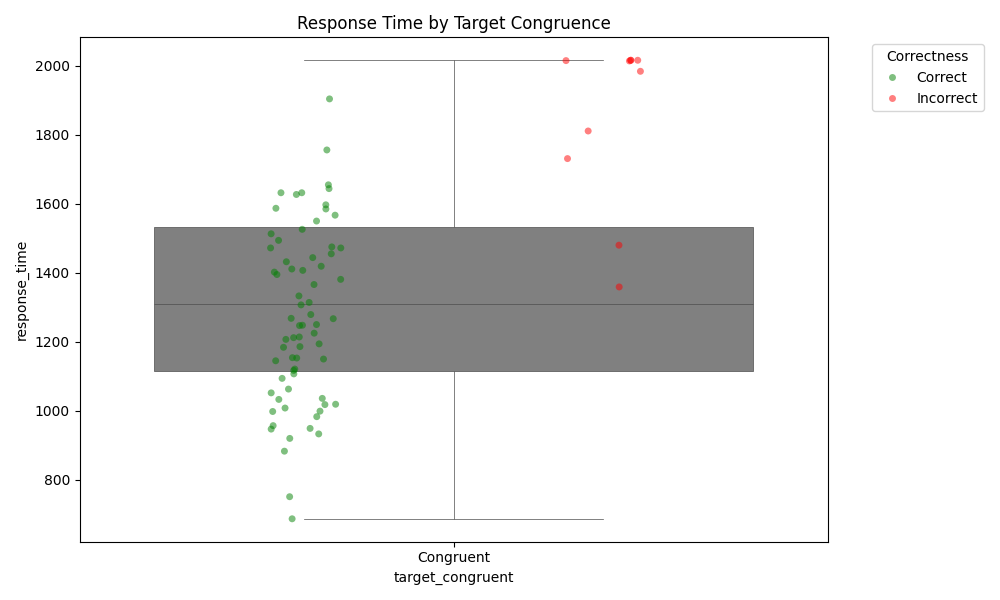 Response Time by Target Congruence
Correctness
Correct
Incorrect
response_time
2000
1800
1600
1400
1200
1000
800
Congruent
target_congruent